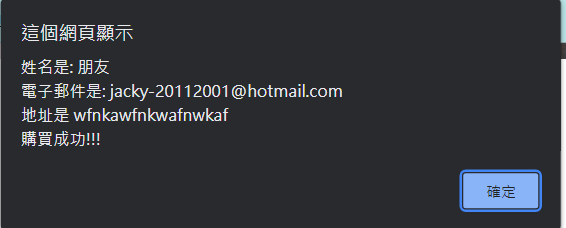 這個網頁顯示
姓名是: 朋友
電子郵件是: jacky-20112001@hotmail.com
地址是 wfnkawfnkwafnwkaf
購買成功!!!
確定